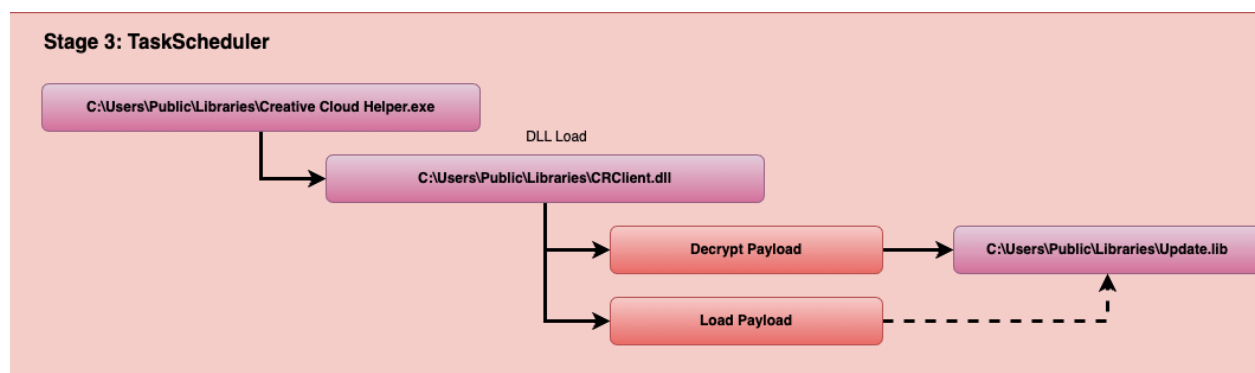 Stage 3: TaskScheduler
C:\Users\Public\Libraries\Creative Cloud Helper.exe
DLL Load
C:\Users\Public\Libraries\CRClient.dll
Decrypt Payload
C:\Users\Public\Libraries\Update.lib
Load Payload